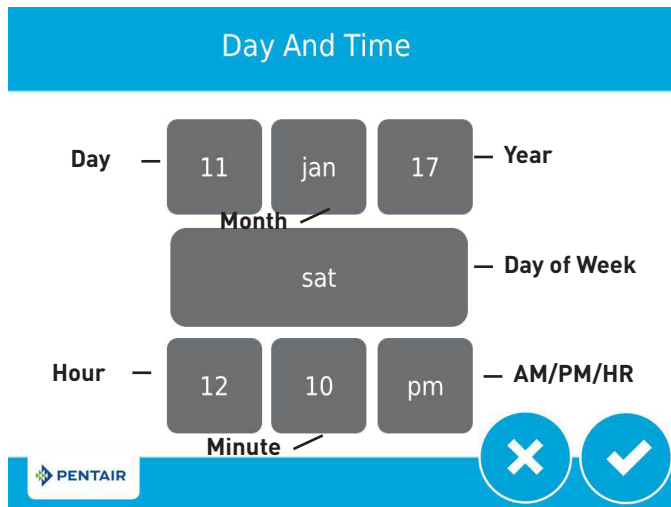 Day And Time
Day 11 jan 17 Year
Month
sat Day of Week
Hour 12 10 pm AM/PM/HR
Minute
PENTAIR